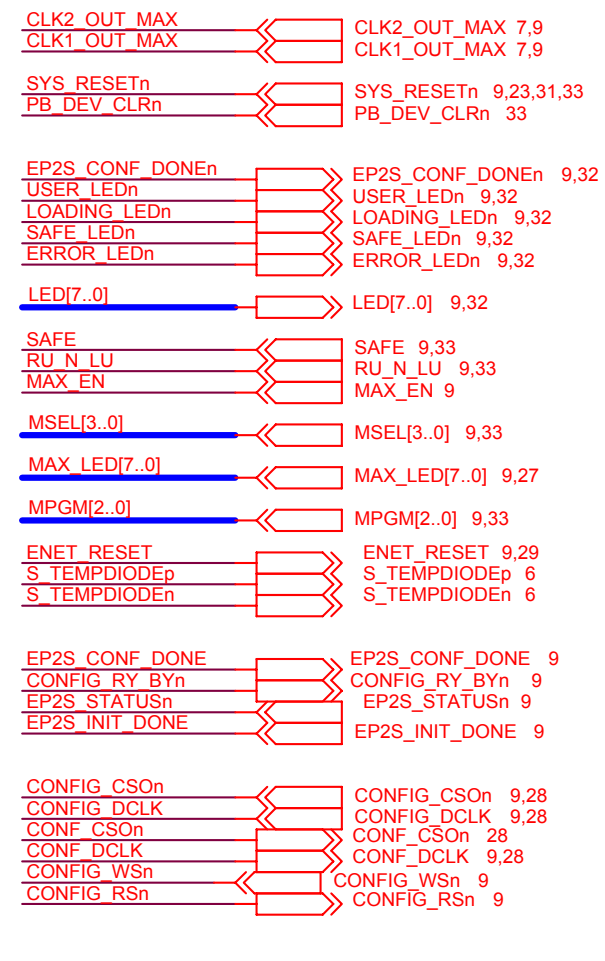 CLK2_OUT_MAX CLK2_OUT_MAX 7,9
CLK1_OUT_MAX CLK1_OUT_MAX 7,9
SYS_RESETn SYS_RESETn 9,23,31,33
PB_DEV_CLRn PB_DEV_CLRn 33
EP2S_CONF_DONEn EP2S_CONF_DONEn 9,32
USER_LEDn USER_LEDn 9,32
LOADING_LEDn LOADING_LEDn 9,32
SAFE_LEDn SAFE_LEDn 9,32
ERROR_LEDn ERROR_LEDn 9,32
LED[7..0] LED[7..0] 9,32
SAFE SAFE 9,33
RU_N_LU RU_N_LU 9,33
MAX_EN MAX_EN 9
MSEL[3..0] MSEL[3..0] 9,33
MAX_LED[7..0] MAX_LED[7..0] 9,27
MPGM[2..0] MPGM[2..0] 9,33
ENET_RESET ENET_RESET 9,29
S_TEMPDIODEp S_TEMPDIODEp 6
S_TEMPDIODEn S_TEMPDIODEn 6
EP2S_CONF_DONE EP2S_CONF_DONE 9
CONFIG_RY_BYn CONFIG_RY_BYn 9
EP2S_STATUSn EP2S_STATUSn 9
EP2S_INIT_DONE EP2S_INIT_DONE 9
CONFIG_CSOn CONFIG_CSOn 9,28
CONFIG_DCLK CONFIG_DCLK 9,28
CONF_CSOn CONF_CSOn 28
CONF_DCLK CONF_DCLK 9,28
CONFIG_WSn CONFIG_WSn 9
CONFIG_RSn CONFIG_RSn 9